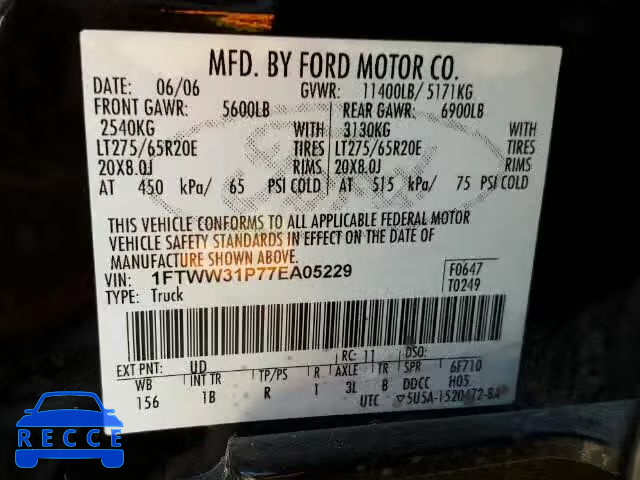 MFD. BY FORD MOTOR CO.
DATE: 06/06 GVWR: 11400LB/ 5171KG
FRONT GAWR: 5600LB REAR GAWR: 6900LB
2540KG WITH 3130KG WITH
LT275/65R20E TIRES LT275/65R20E TIRES
20X8.0J RIMS 20X8.0J RIMS
AT 450 kPa/ 65 PSI COLD AT 515 kPa/ 75 PSI COLD
THIS VEHICLE CONFORMS TO ALL APPLICABLE FEDERAL MOTOR
VEHICLE SAFETY STANDARDS IN EFFECT ON THE DATE OF
MANUFACTURE SHOWN ABOVE.
VIN: 1FTWW31P77EA05229 F0647
TYPE: Truck T0249
EXT PNT: UD RC: 11 DSO:
WB INT TR TP/PS R AXLE TR SPR 6F710
156 1B R 1 3L B DDCC H05
UTC 5U5A-1520472-BA
RECCE